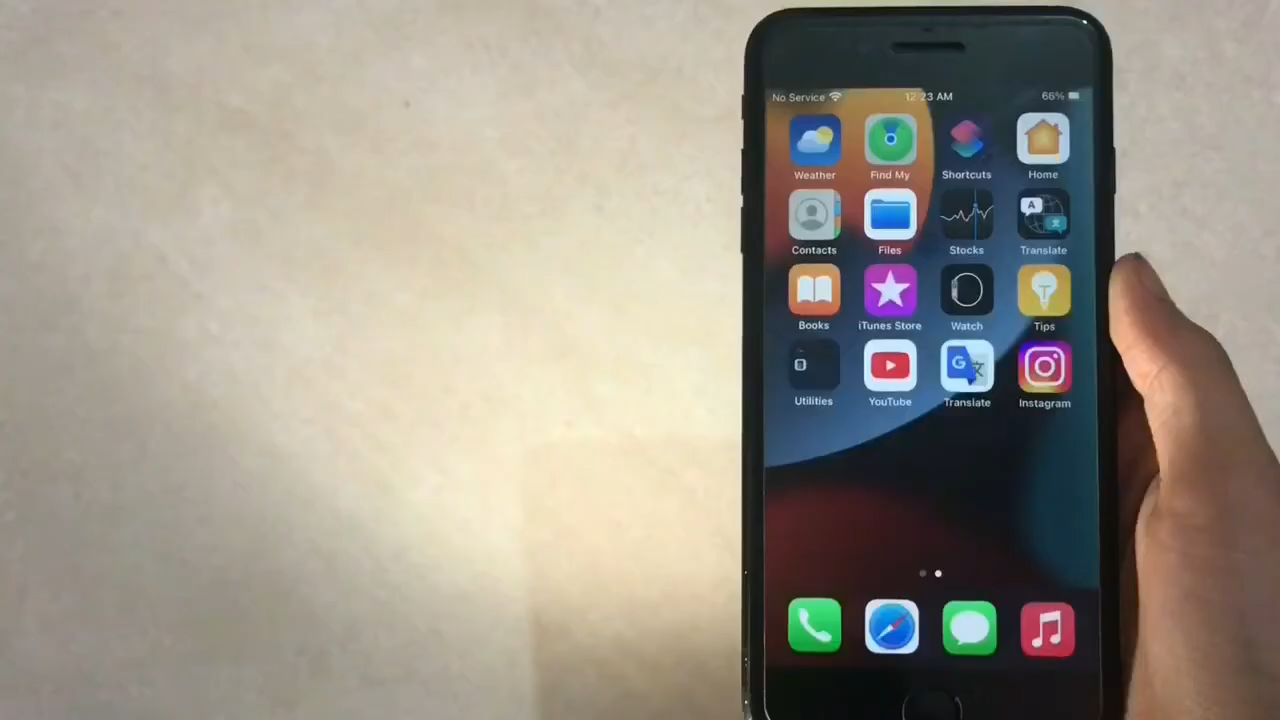 No Service 12:23 AM 66%
Weather Find My Shortcuts Home
A
Contacts Files Stocks Translate
Books iTunes Store Watch Tips
G 文
Utilities YouTube Translate Instagram